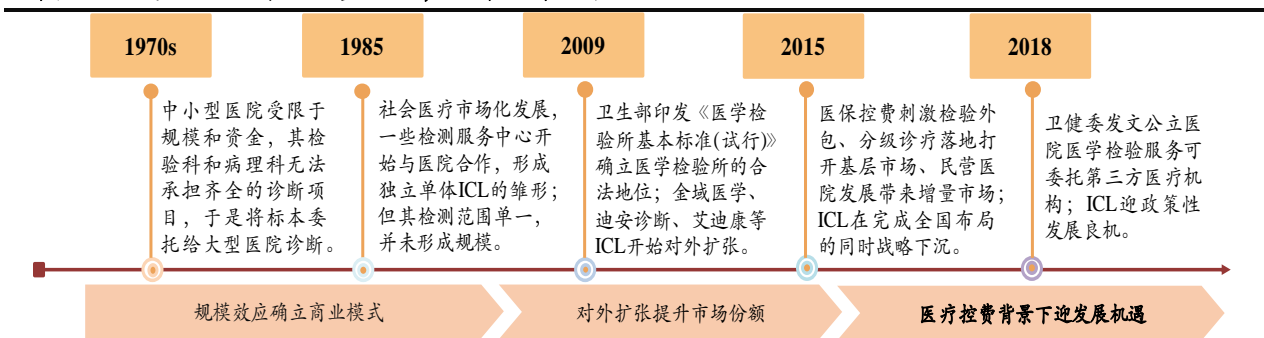 1970s
中小型医院受限于
规模和资金，其检
验科和病理科无法
承担齐全的诊断项
目，于是将标本委
托给大型医院诊断。
1985
社会医疗市场化发展，
一些检测服务中心开
始与医院合作，形成
独立单体ICL的雏形；
但其检测范围单一，
并未形成规模。
2009
卫生部印发《医学检
验所基本标准(试行)》
确立医学检验所的合
法地位；金域医学、
迪安诊断、艾迪康等
ICL开始对外扩张。
2015
医保控费刺激检验外
包、分级诊疗落地打
开基层市场、民营医
院发展带来增量市场；
ICL在完成全国布局
的同时战略下沉。
2018
卫健委发文公立医
院医学检验服务可
委托第三方医疗机
构；ICL迎政策性
发展良机。
规模效应确立商业模式
对外扩张提升市场份额
医疗控费背景下迎发展机遇